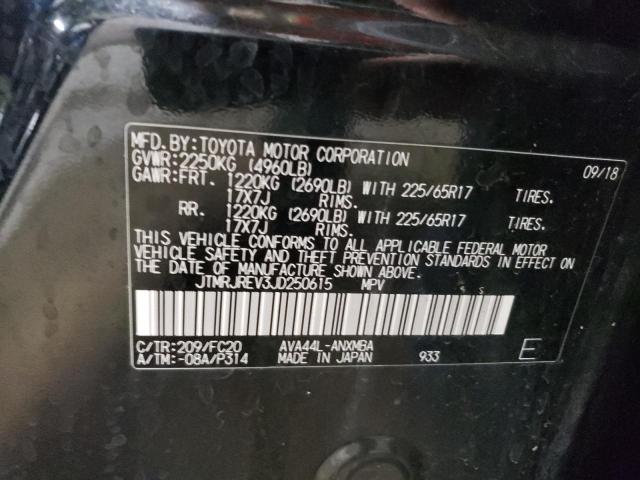 MFD.BY:TOYOTA MOTOR CORPORATION 09/18
GVWR:2250KG (4960LB)
GAWR:FRT. 1220KG (2690LB) WITH 225/65R17 TIRES.
17X7J RIMS.
RR. 1220KG (2690LB) WITH 225/65R17 TIRES.
17X7J RIMS.
THIS VEHICLE CONFORMS TO ALL APPLICABLE FEDERAL MOTOR
VEHICLE SAFETY AND THEFT PREVENTION STANDARDS IN EFFECT ON
THE DATE OF MANUFACTURE SHOWN ABOVE.
JTMRJREV3JD250615 MPV
C/TR:209/FC20 AVA44L-ANXMBA
A/TM:-08A/P314 MADE IN JAPAN 933 E